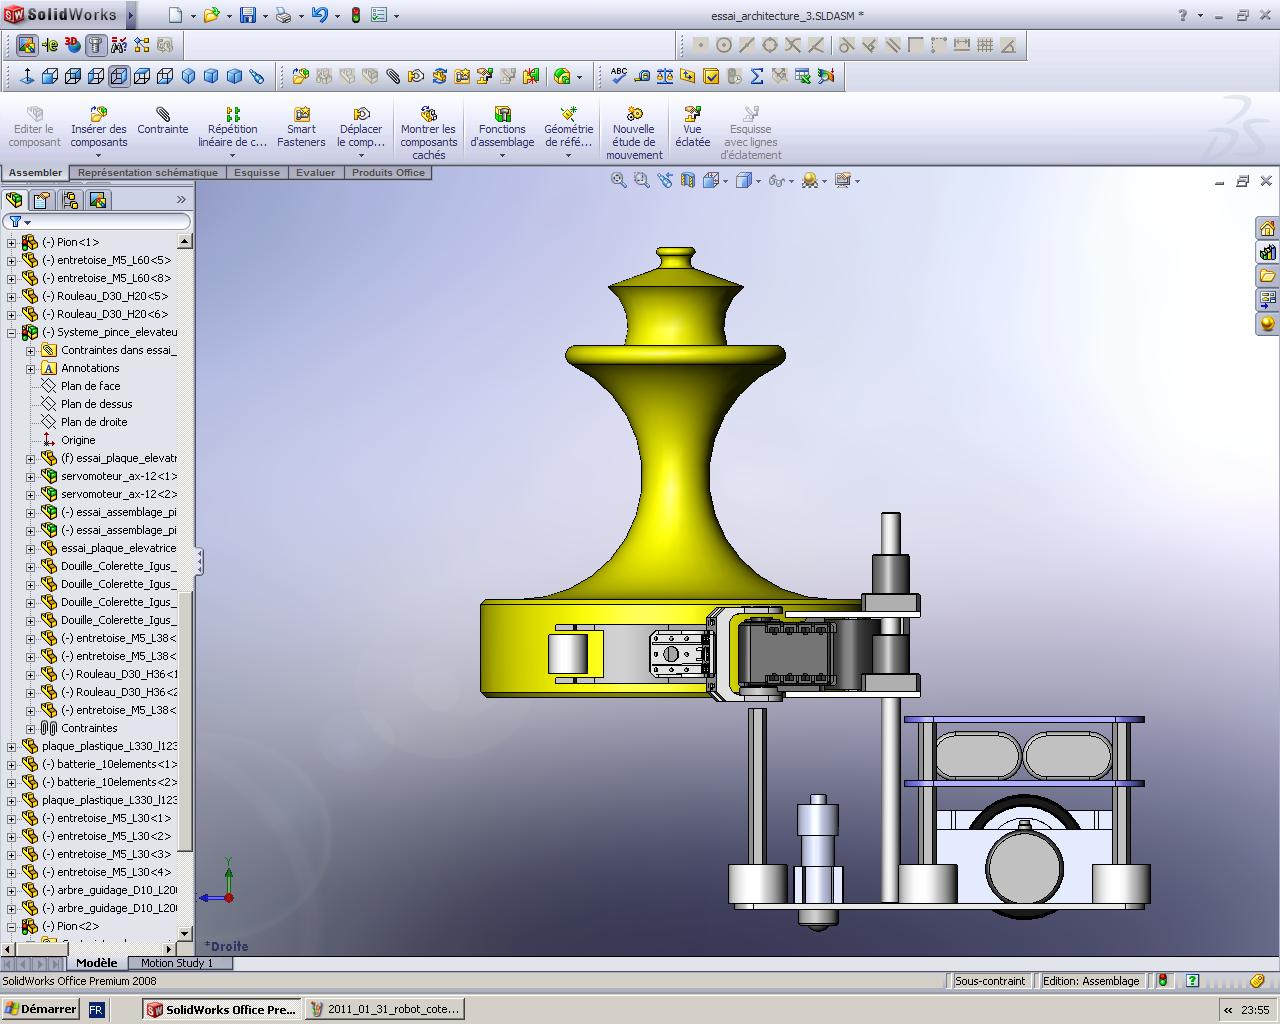 SolidWorks
essai_architecture_3.SLDASM *
Editer le composant
Insérer des composants
Contrainte
Répétition linéaire de c...
Smart Fasteners
Déplacer le comp...
Montrer les composants cachés
Fonctions d'assemblage
Géométrie de réfé...
Nouvelle étude de mouvement
Vue éclatée
Esquisse avec lignes d'éclatement
Assembler
Représentation schématique
Esquisse
Evaluer
Produits Office
(-) Pion<1>
(-) entretoise_M5_L60<5>
(-) entretoise_M5_L60<8>
(-) Rouleau_D30_H20<5>
(-) Rouleau_D30_H20<6>
(-) Systeme_pince_elevateu
Contraintes dans essai_
Annotations
Plan de face
Plan de dessus
Plan de droite
Origine
(f) essai_plaque_elevatr
servomoteur_ax-12<1>
servomoteur_ax-12<2>
(-) essai_assemblage_pi
(-) essai_assemblage_pi
essai_plaque_elevatrice
Douille_Colerette_Igus_
Douille_Colerette_Igus_
Douille_Colerette_Igus_
Douille_Colerette_Igus_
(-) entretoise_M5_L38<
(-) entretoise_M5_L38<
(-) Rouleau_D30_H36<1
(-) Rouleau_D30_H36<2
(-) entretoise_M5_L38<
Contraintes
plaque_plastique_L330_l123
(-) batterie_10elements<1>
(-) batterie_10elements<2>
plaque_plastique_L330_l123
(-) entretoise_M5_L30<1>
(-) entretoise_M5_L30<2>
(-) entretoise_M5_L30<3>
(-) entretoise_M5_L30<4>
(-) arbre_guidage_D10_L20
(-) arbre_guidage_D10_L20
(-) Pion<2>
Y
*Droite
Modèle
Motion Study 1
SolidWorks Office Premium 2008
Sous-contraint
Edition: Assemblage
Démarrer
FR
SolidWorks Office Pre...
2011_01_31_robot_cote...
23:55